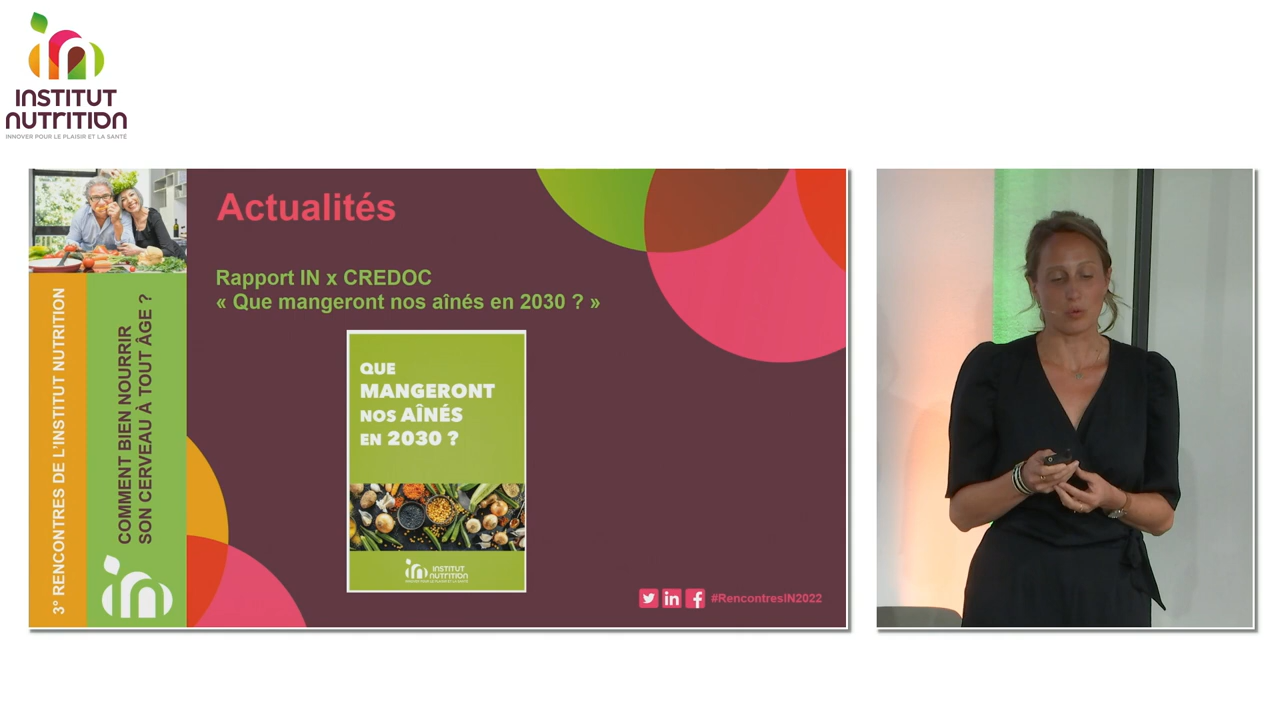 INSTITUT
NUTRITION
INNOVER POUR LE PLAISIR ET LA SANTÉ
3e RENCONTRES DE L'INSTITUT NUTRITION
COMMENT BIEN NOURRIR
SON CERVEAU À TOUT ÂGE ?
in
Actualités
Rapport IN x CREDOC
« Que mangeront nos aînés en 2030 ? »
QUE
MANGERONT
NOS AÎNÉS
EN 2030 ?
INSTITUT
NUTRITION
#RencontresIN2022